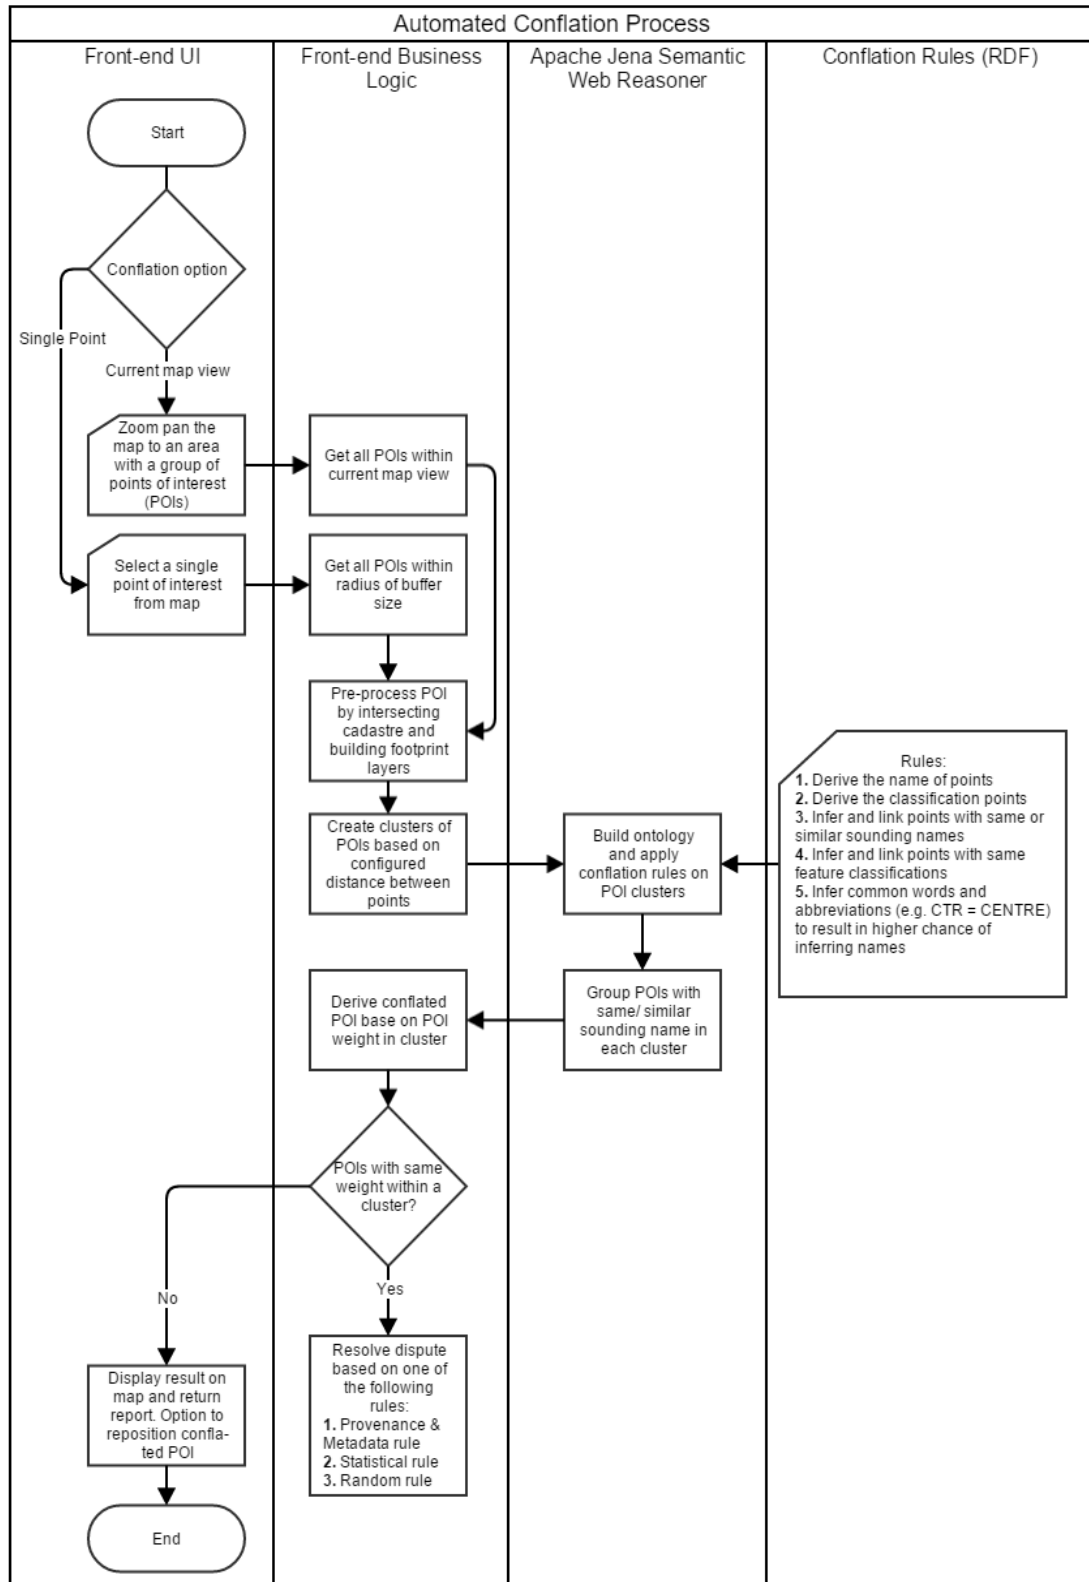 Automated Conflation Process
Front-end UI
Front-end Business
Logic
Apache Jena Semantic
Web Reasoner
Conflation Rules (RDF)
Start
Conflation option
Single Point
Current map view
Zoom pan the
map to an area
with a group of
points of interest
(POIs)
Get all POIs within
current map view
Select a single
point of interest
from map
Get all POIs within
radius of buffer
size
Pre-process POI
by intersecting
cadastre and
building footprint
layers
Create clusters of
POIs based on
configured
distance between
points
Build ontology
and apply
conflation rules on
POI clusters
Rules:
1. Derive the name of points
2. Derive the classification points
3. Infer and link points with same or
similar sounding names
4. Infer and link points with same
feature classifications
5. Infer common words and
abbreviations (e.g. CTR = CENTRE)
to result in higher chance of
inferring names
Group POIs with
same/ similar
sounding name in
each cluster
Derive conflated
POI base on POI
weight in cluster
POIs with same
weight within a
cluster?
No
Yes
Resolve dispute
based on one of
the following
rules:
1. Provenance &
Metadata rule
2. Statistical rule
3. Random rule
Display result on
map and return
report. Option to
reposition confla-
ted POI
End